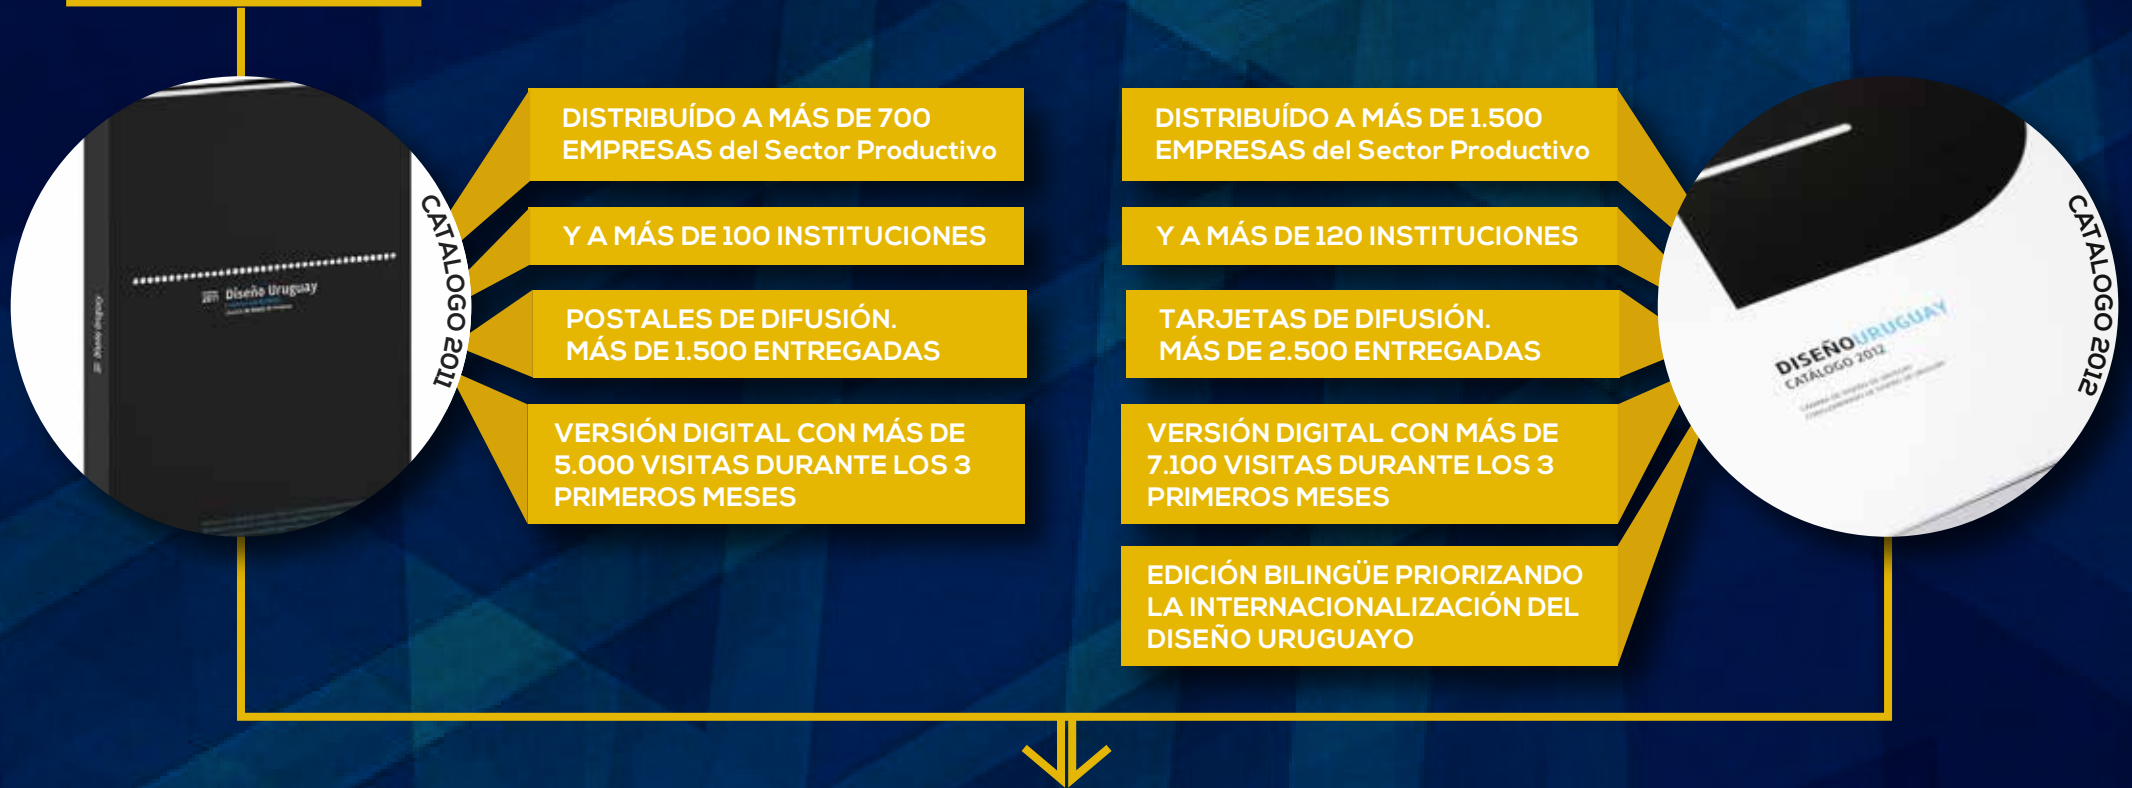 2011 Diseño Uruguay
CATALOGO 2011
DISTRIBUÍDO A MÁS DE 700
EMPRESAS del Sector Productivo
Y A MÁS DE 100 INSTITUCIONES
POSTALES DE DIFUSIÓN.
MÁS DE 1.500 ENTREGADAS
VERSIÓN DIGITAL CON MÁS DE
5.000 VISITAS DURANTE LOS 3
PRIMEROS MESES
DISTRIBUÍDO A MÁS DE 1.500
EMPRESAS del Sector Productivo
Y A MÁS DE 120 INSTITUCIONES
TARJETAS DE DIFUSIÓN.
MÁS DE 2.500 ENTREGADAS
VERSIÓN DIGITAL CON MÁS DE
7.100 VISITAS DURANTE LOS 3
PRIMEROS MESES
EDICIÓN BILINGÜE PRIORIZANDO
LA INTERNACIONALIZACIÓN DEL
DISEÑO URUGUAYO
DISEÑOURUGUAY
CATÁLOGO 2012
CATALOGO 2012